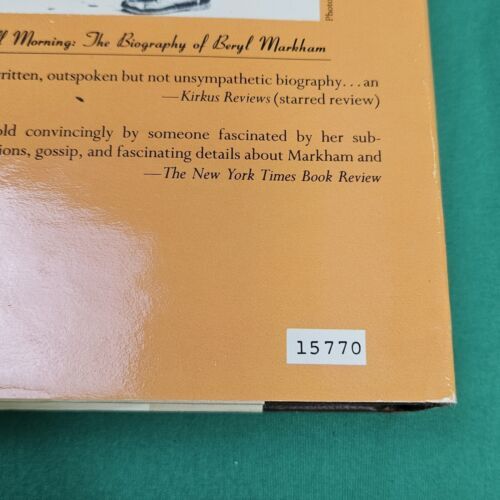 Photo
Morning: The Biography of Beryl Markham
ritten, outspoken but not unsympathetic biography...an
—Kirkus Reviews (starred review)
old convincingly by someone fascinated by her sub-
ions, gossip, and fascinating details about Markham and
—The New York Times Book Review
15770